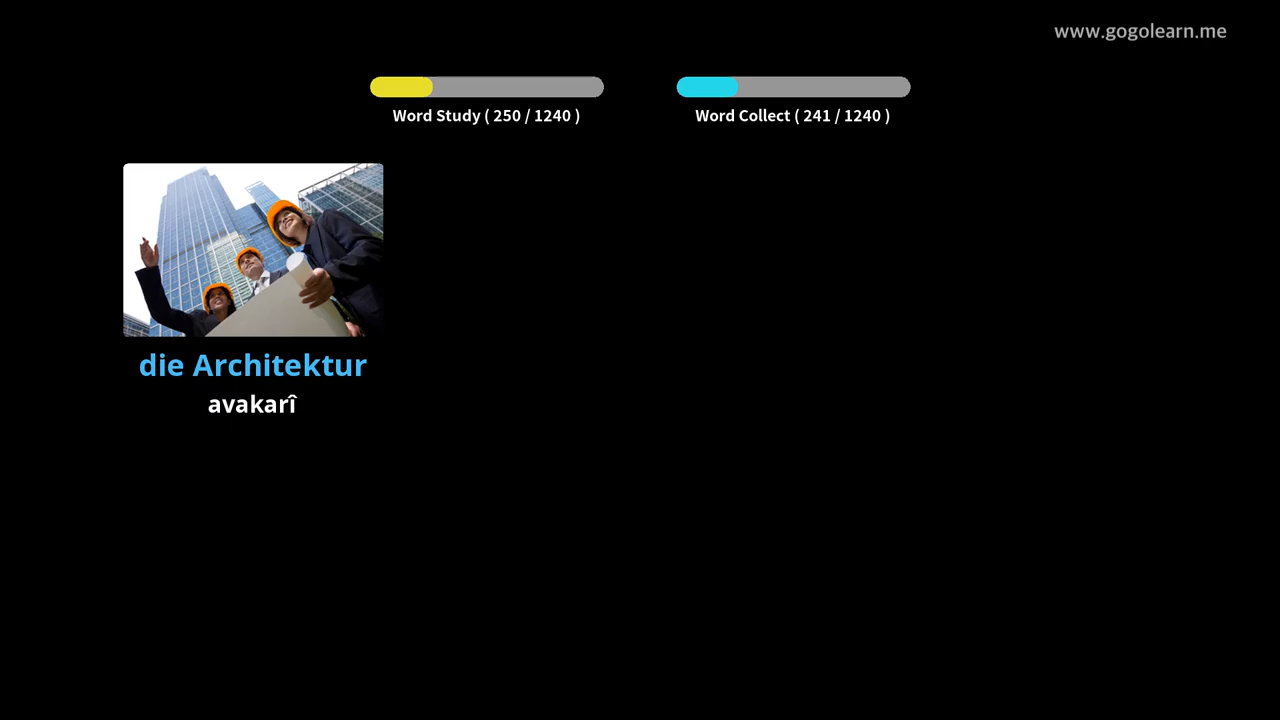 www.gogolearn.me
Word Study ( 250 / 1240 )
Word Collect ( 241 / 1240 )
die Architektur
avakarî